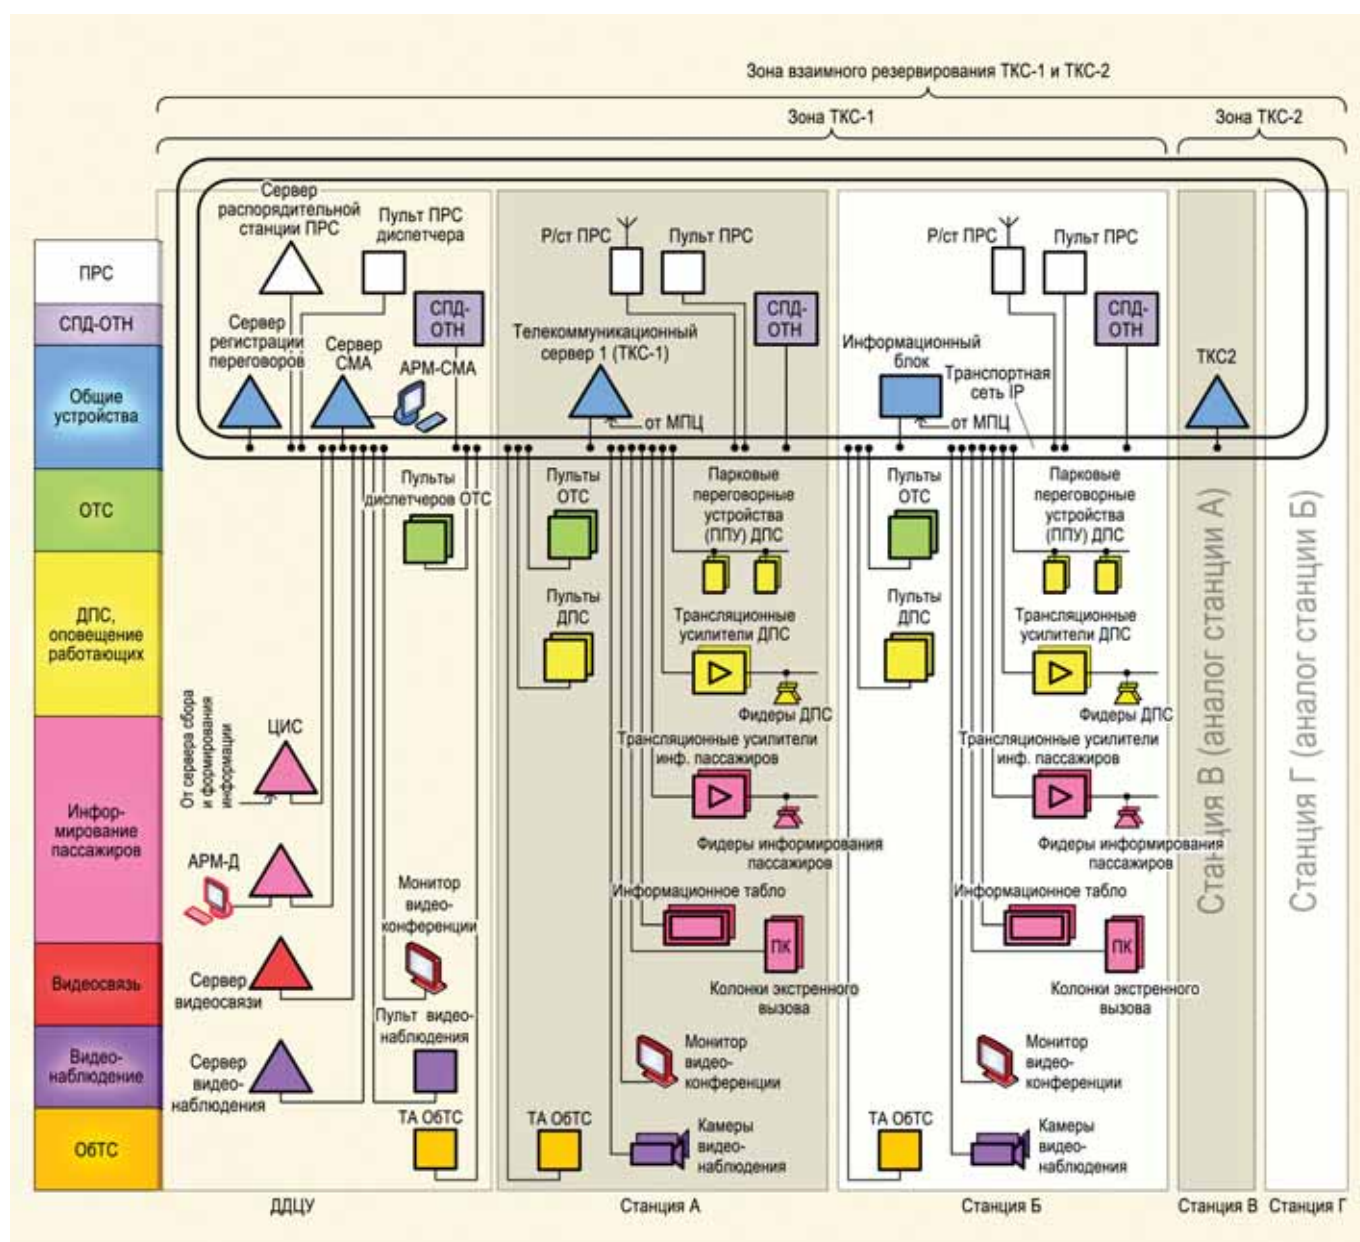 Зона взаимного резервирования ТКС-1 и ТКС-2
Зона ТКС-1
Зона ТКС-2
ПРС
СПД-ОТН
Общие
устройства
ОТС
ДПС,
оповещение
работающих
Инфор-
мирование
пассажиров
Видеосвязь
Видео-
наблюдение
ОбТС
Сервер
распорядительной
станции ПРС
Пульт ПРС
диспетчера
СПД-
ОТН
Сервер
регистрации
переговоров
Сервер
СМА
АРМ-СМА
Пульты
диспетчеров ОТС
От сервера сбора
и формирования
информации
ЦИС
АРМ-Д
Монитор
видео-
конференции
Сервер
видеосвязи
Пульт видео-
наблюдения
Сервер
видео-
наблюдения
ТА ОбТС
ДДЦУ
Р/ст ПРС
Пульт ПРС
СПД-
ОТН
Телекоммуникационный
сервер 1 (ТКС-1)
от МПЦ
Пульты
ОТС
Парковые
переговорные
устройства
(ППУ) ДПС
Пульты
ДПС
Трансляционные
усилители ДПС
Фидеры ДПС
Трансляционные усилители
инф. пассажиров
Фидеры информирования
пассажиров
Информационное табло
ПК
Колонки экстренного
вызова
Монитор
видео-
конференции
ТА ОбТС
Камеры
видео-
наблюдения
Станция А
Р/ст ПРС
Пульт ПРС
СПД-
ОТН
Информационный
блок
Транспортная
сеть IP
от МПЦ
Пульты
ОТС
Парковые
переговорные
устройства
(ППУ) ДПС
Пульты
ДПС
Трансляционные
усилители ДПС
Фидеры ДПС
Трансляционные усилители
инф. пассажиров
Фидеры информирования
пассажиров
Информационное табло
ПК
Колонки экстренного
вызова
Монитор
видео-
конференции
ТА ОбТС
Камеры
видео-
наблюдения
Станция Б
ТКС2
Станция В (аналог станции А)
Станция В
Станция Г (аналог станции Б)
Станция Г